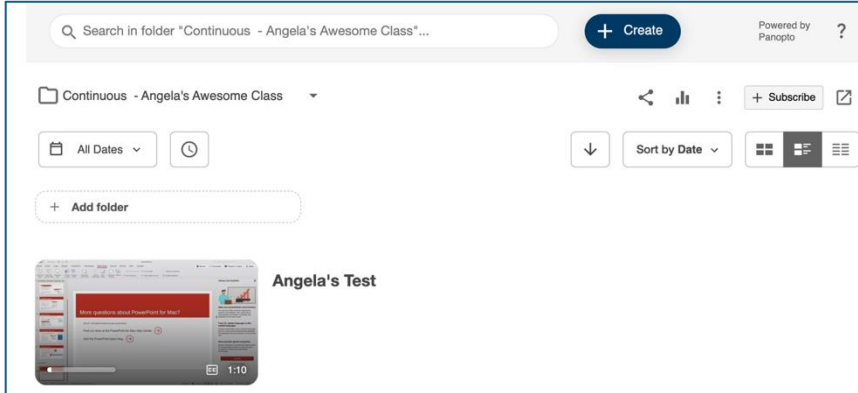 Search in folder "Continuous  - Angela's Awesome Class"...
+ Create
Powered by
Panopto
?
Continuous  - Angela's Awesome Class
+ Subscribe
All Dates
Sort by Date
+ Add folder
Angela's Test
More questions about PowerPoint for Mac?
CC 1:10